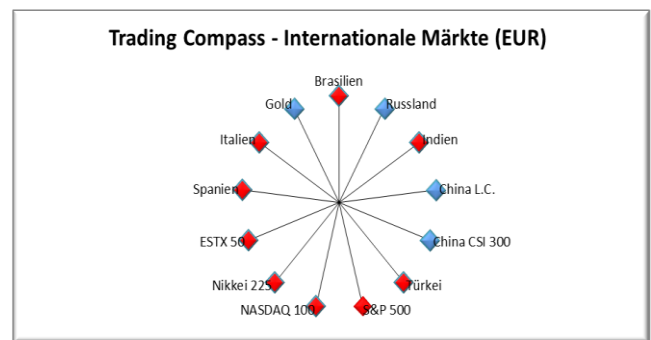 Trading Compass - Internationale Märkte (EUR)
Brasilien
Gold
Russland
Italien
Indien
Spanien
China L.C.
ESTX 50
China CSI 300
Nikkei 225
Türkei
NASDAQ 100
S&P 500